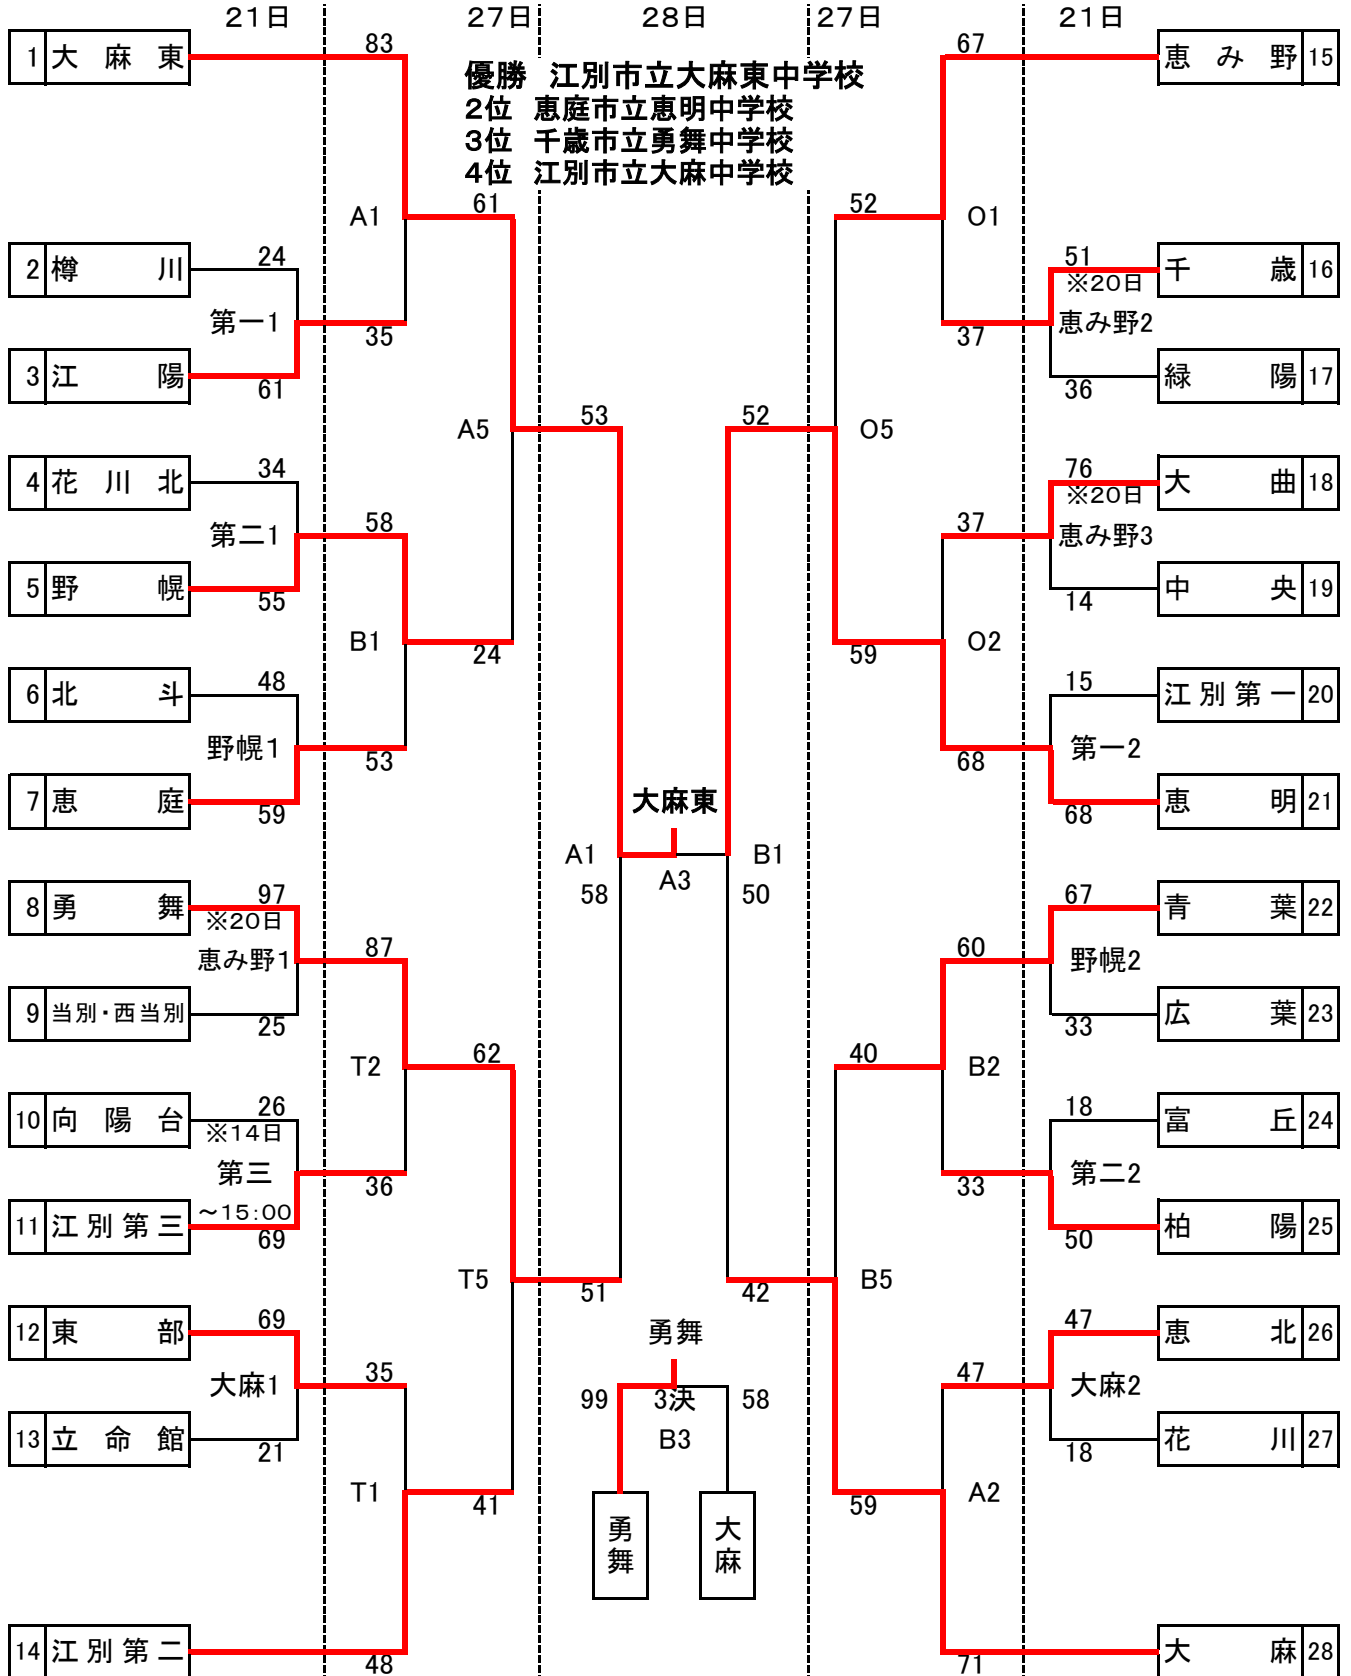 21日 27日 28日 27日 21日
1 大麻東 83 67 恵み野 15
優勝 江別市立大麻東中学校
2位 恵庭市立恵明中学校
3位 千歳市立勇舞中学校
4位 江別市立大麻中学校
A1 61 52 O1
2 樽川 24 51 千歳 16
※20日
第一1 35 37 恵み野2
3 江陽 61 36 緑陽 17
A5 53 52 O5
4 花川北 34 76 大曲 18
※20日
第二1 58 37 恵み野3
5 野幌 55 14 中央 19
B1 24 59 O2
6 北斗 48 15 江別第一 20
野幌1 53 68 第一2
7 恵庭 59 68 恵明 21
大麻東
A1 A3 B1
58 50
8 勇舞 97 67 青葉 22
※20日
恵み野1 87 60 野幌2
9 当別・西当別 25 33 広葉 23
T2 62 40 B2
10 向陽台 26 18 富丘 24
※14日
第三 36 33 第二2
～15:00
11 江別第三 69 50 柏陽 25
T5 51 42 B5
12 東部 69 47 恵北 26
勇舞
大麻1 35 47 大麻2
99 3決 58
B3
13 立命館 21 18 花川 27
T1 41 59 A2
勇舞 大麻
14 江別第二 48 71 大麻 28